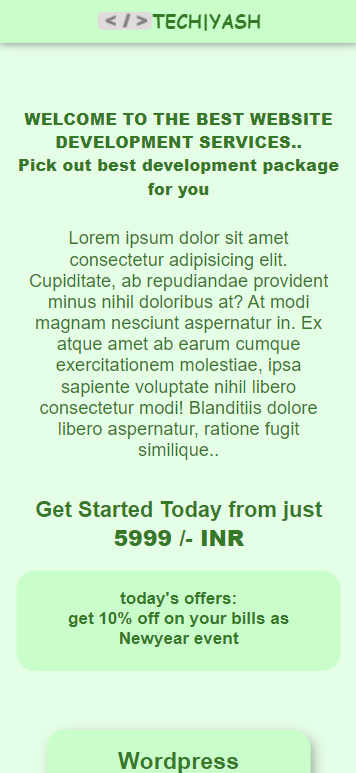 </> TECH|YASH
WELCOME TO THE BEST WEBSITE
DEVELOPMENT SERVICES..
Pick out best development package
for you
Lorem ipsum dolor sit amet
consectetur adipisicing elit.
Cupiditate, ab repudiandae provident
minus nihil doloribus at? At modi
magnam nesciunt aspernatur in. Ex
atque amet ab earum cumque
exercitationem molestiae, ipsa
sapiente voluptate nihil libero
consectetur modi! Blanditiis dolore
libero aspernatur, ratione fugit
similique..
Get Started Today from just
5999 /- INR
today's offers:
get 10% off on your bills as
Newyear event
Wordpress